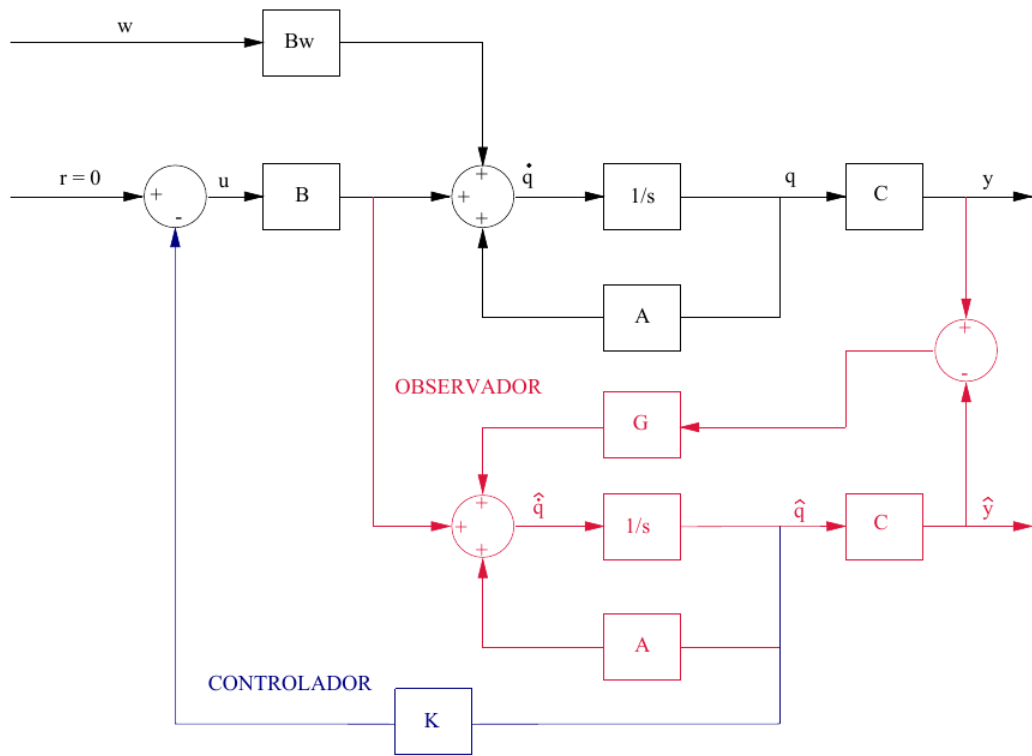 w
Bw
r = 0
+
-
u
B
+
+
+
q̇
1/s
q
C
y
A
+
-
OBSERVADOR
G
+
+
+
q̇̂
1/s
q̂
C
ŷ
A
CONTROLADOR
K